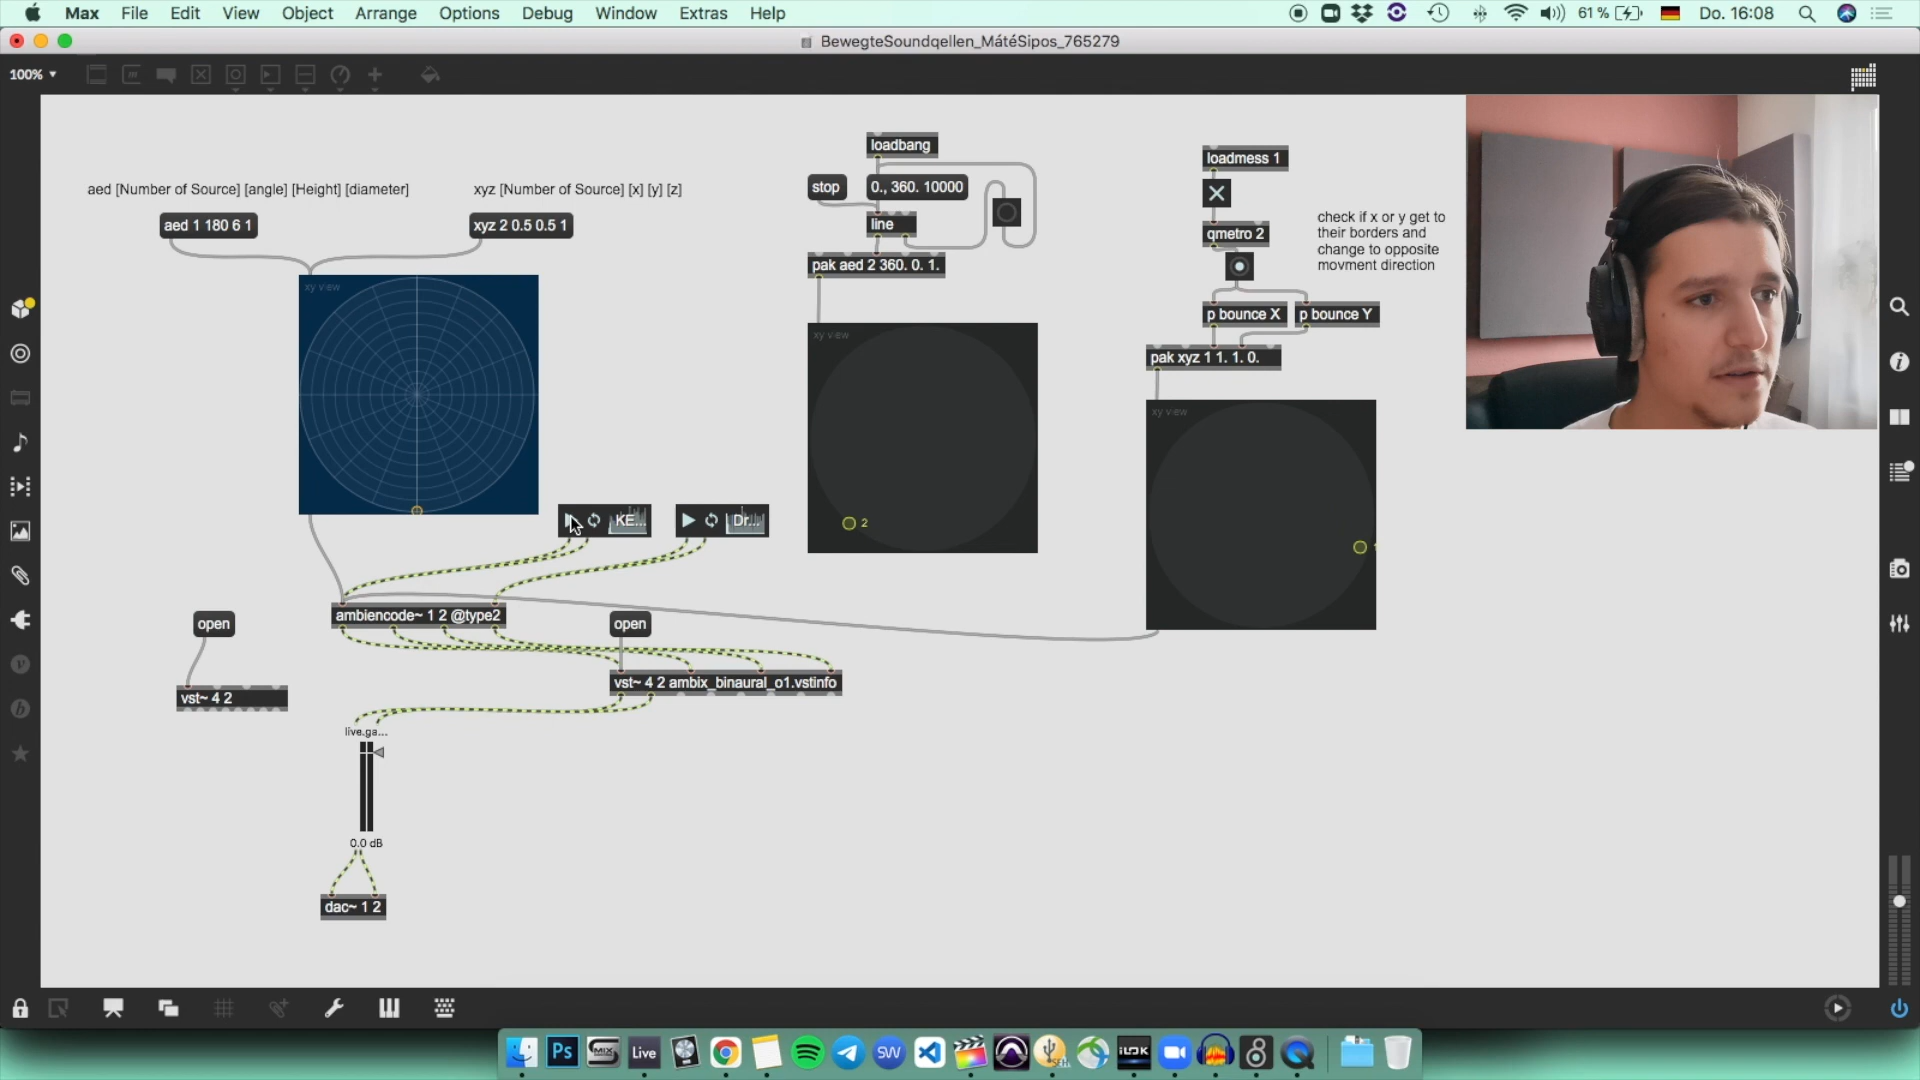 Max File Edit View Object Arrange Options Debug Window Extras Help
61 % Do. 16:08
BewegteSoundqellen_MátéSipos_765279
100%
aed [Number of Source] [angle] [Height] [diameter]
xyz [Number of Source] [x] [y] [z]
aed 1 180 6 1
xyz 2 0.5 0.5 1
xy view
loadbang
stop
0., 360. 10000
line
pak aed 2 360. 0. 1.
xy view
2
loadmess 1
qmetro 2
check if x or y get to
their borders and
change to opposite
movment direction
p bounce X
p bounce Y
pak xyz 1 1. 1. 0.
xy view
KE...
Dr...
ambiencode~ 1 2 @type2
open
open
vst~ 4 2
vst~ 4 2 ambix_binaural_o1.vstinfo
live.ga...
0.0 dB
dac~ 1 2
Ps
Live
SW